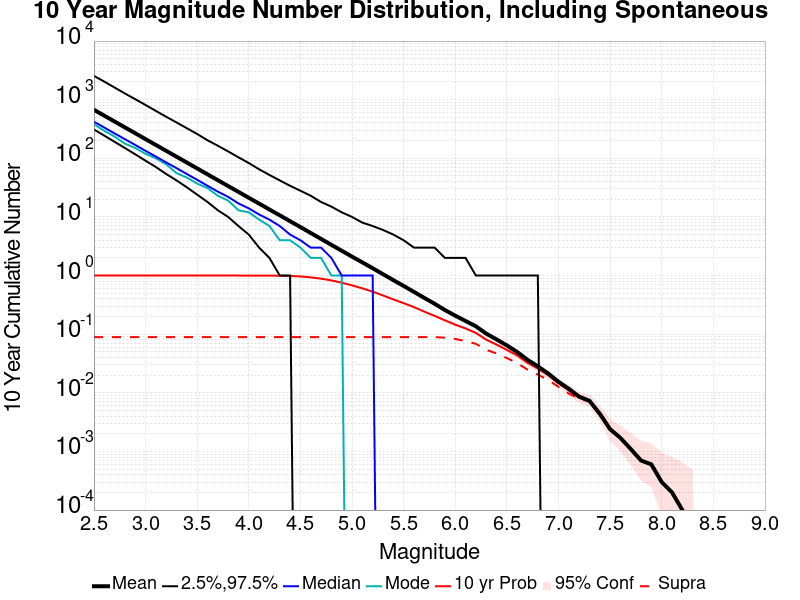 10 Year Magnitude Number Distribution, Including Spontaneous
10 Year Cumulative Number
10^4
10^3
10^2
10^1
10^0
10^-1
10^-2
10^-3
10^-4
2.5 3.0 3.5 4.0 4.5 5.0 5.5 6.0 6.5 7.0 7.5 8.0 8.5 9.0
Magnitude
Mean 2.5%,97.5% Median Mode 10 yr Prob 95% Conf Supra